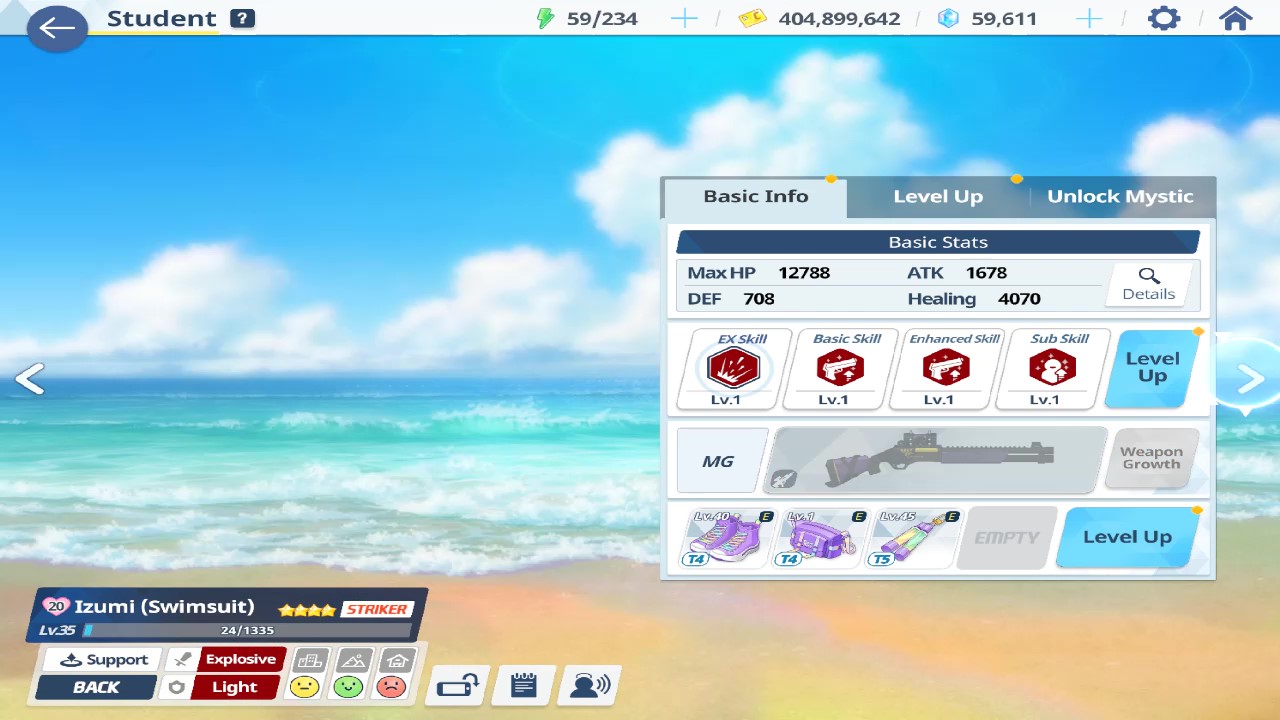 Student ?
59/234
404,899,642
59,611
Basic Info
Level Up
Unlock Mystic
Basic Stats
Max HP 12788 ATK 1678
DEF 708 Healing 4070
Details
EX Skill
Basic Skill
Enhanced Skill
Sub Skill
Lv.1
Lv.1
Lv.1
Lv.1
Level
Up
MG
Weapon
Growth
Lv.40 E
T4
Lv.1 E
T4
Lv.45 E
T5
EMPTY
Level Up
20 Izumi (Swimsuit) STRIKER
Lv.35 24/1335
Support
Explosive
BACK
Light